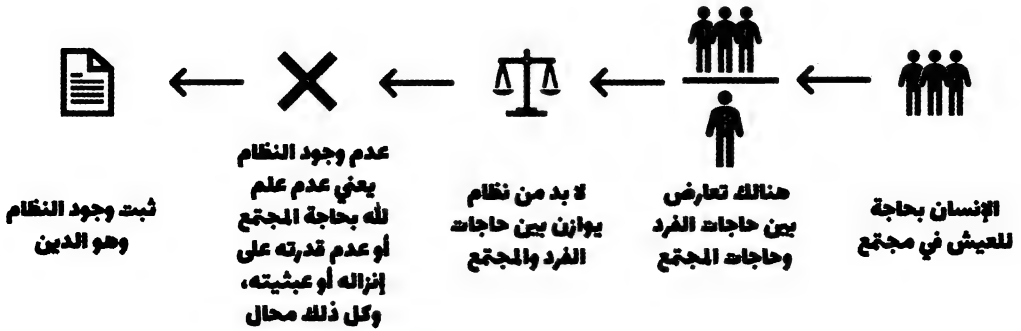 الإنسان بحاجة
للعيش في مجتمع
هنالك تعارض
بين حاجات الفرد
وحاجات المجتمع
لا بد من نظام
يوازن بين حاجات
الفرد والمجتمع
عدم وجود النظام
يعني عدم علم
لله بحاجة المجتمع
أو عدم قدرته على
إنزاله أو عبثيته،
وكل ذلك محال
ثبت وجود النظام
وهو الدين